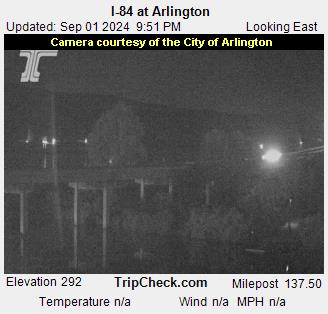 I-84 at Arlington
Updated: Sep 01 2024 9:51 PM Looking East
Camera courtesy of the City of Arlington
Elevation 292 TripCheck.com Milepost 137.50
Temperature n/a Wind n/a MPH n/a